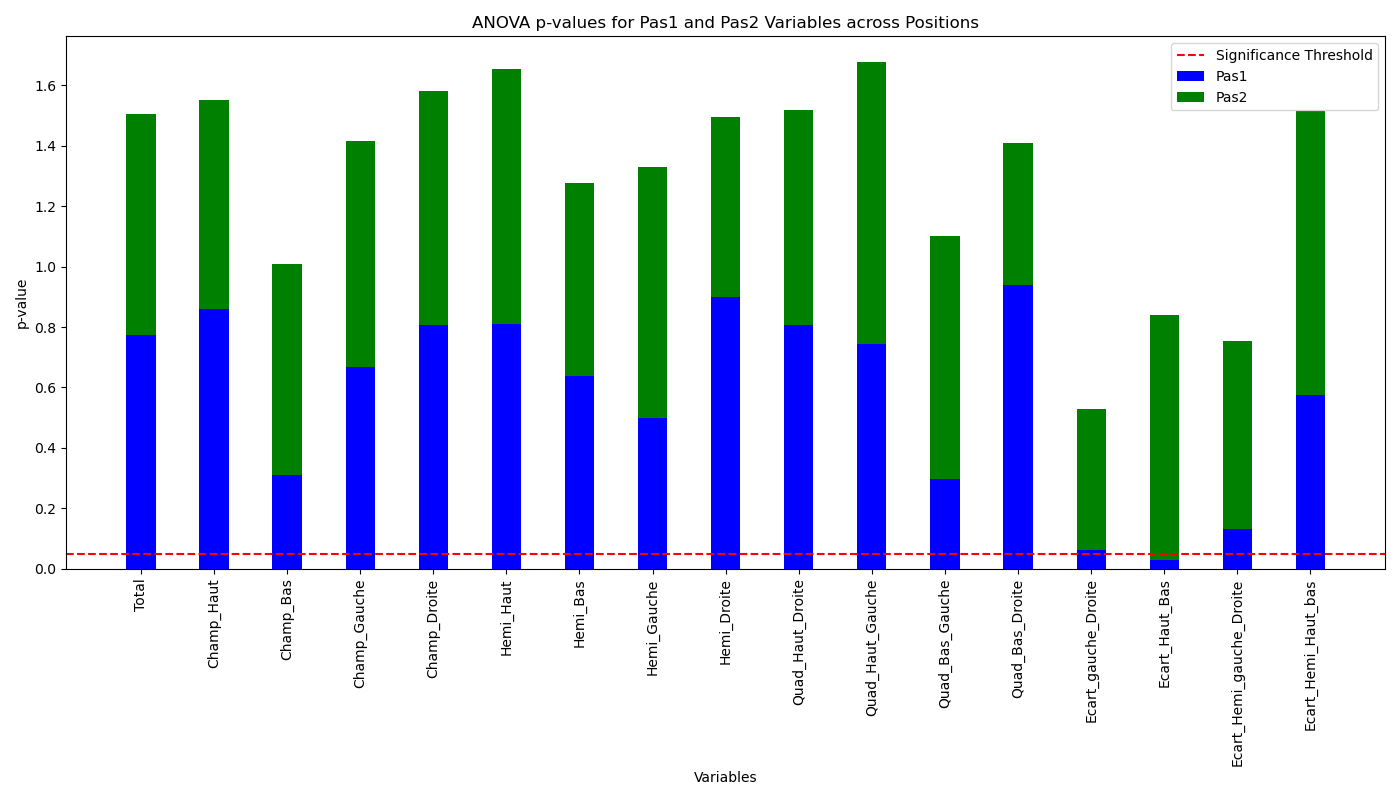 ANOVA p-values for Pas1 and Pas2 Variables across Positions
Significance Threshold
Pas1
Pas2
p-value
1.6
1.4
1.2
1.0
0.8
0.6
0.4
0.2
0.0
Total
Champ_Haut
Champ_Bas
Champ_Gauche
Champ_Droite
Hemi_Haut
Hemi_Bas
Hemi_Gauche
Hemi_Droite
Quad_Haut_Droite
Quad_Haut_Gauche
Quad_Bas_Gauche
Quad_Bas_Droite
Ecart_gauche_Droite
Ecart_Haut_Bas
Ecart_Hemi_gauche_Droite
Ecart_Hemi_Haut_bas
Variables